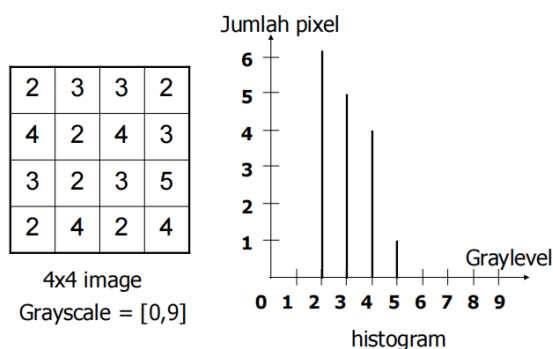 2 3 3 2
4 2 4 3
3 2 3 5
2 4 2 4
4x4 image
Grayscale = [0,9]
Jumlah pixel
6
5
4
3
2
1
Graylevel
0 1 2 3 4 5 6 7 8 9
histogram